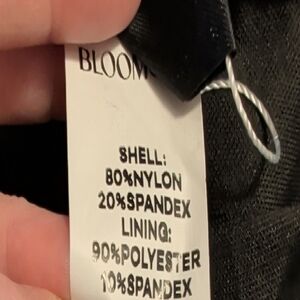 BLOOM
SHELL:
80%NYLON
20%SPANDEX
LINING:
90%POLYESTER
10%SPANDEX